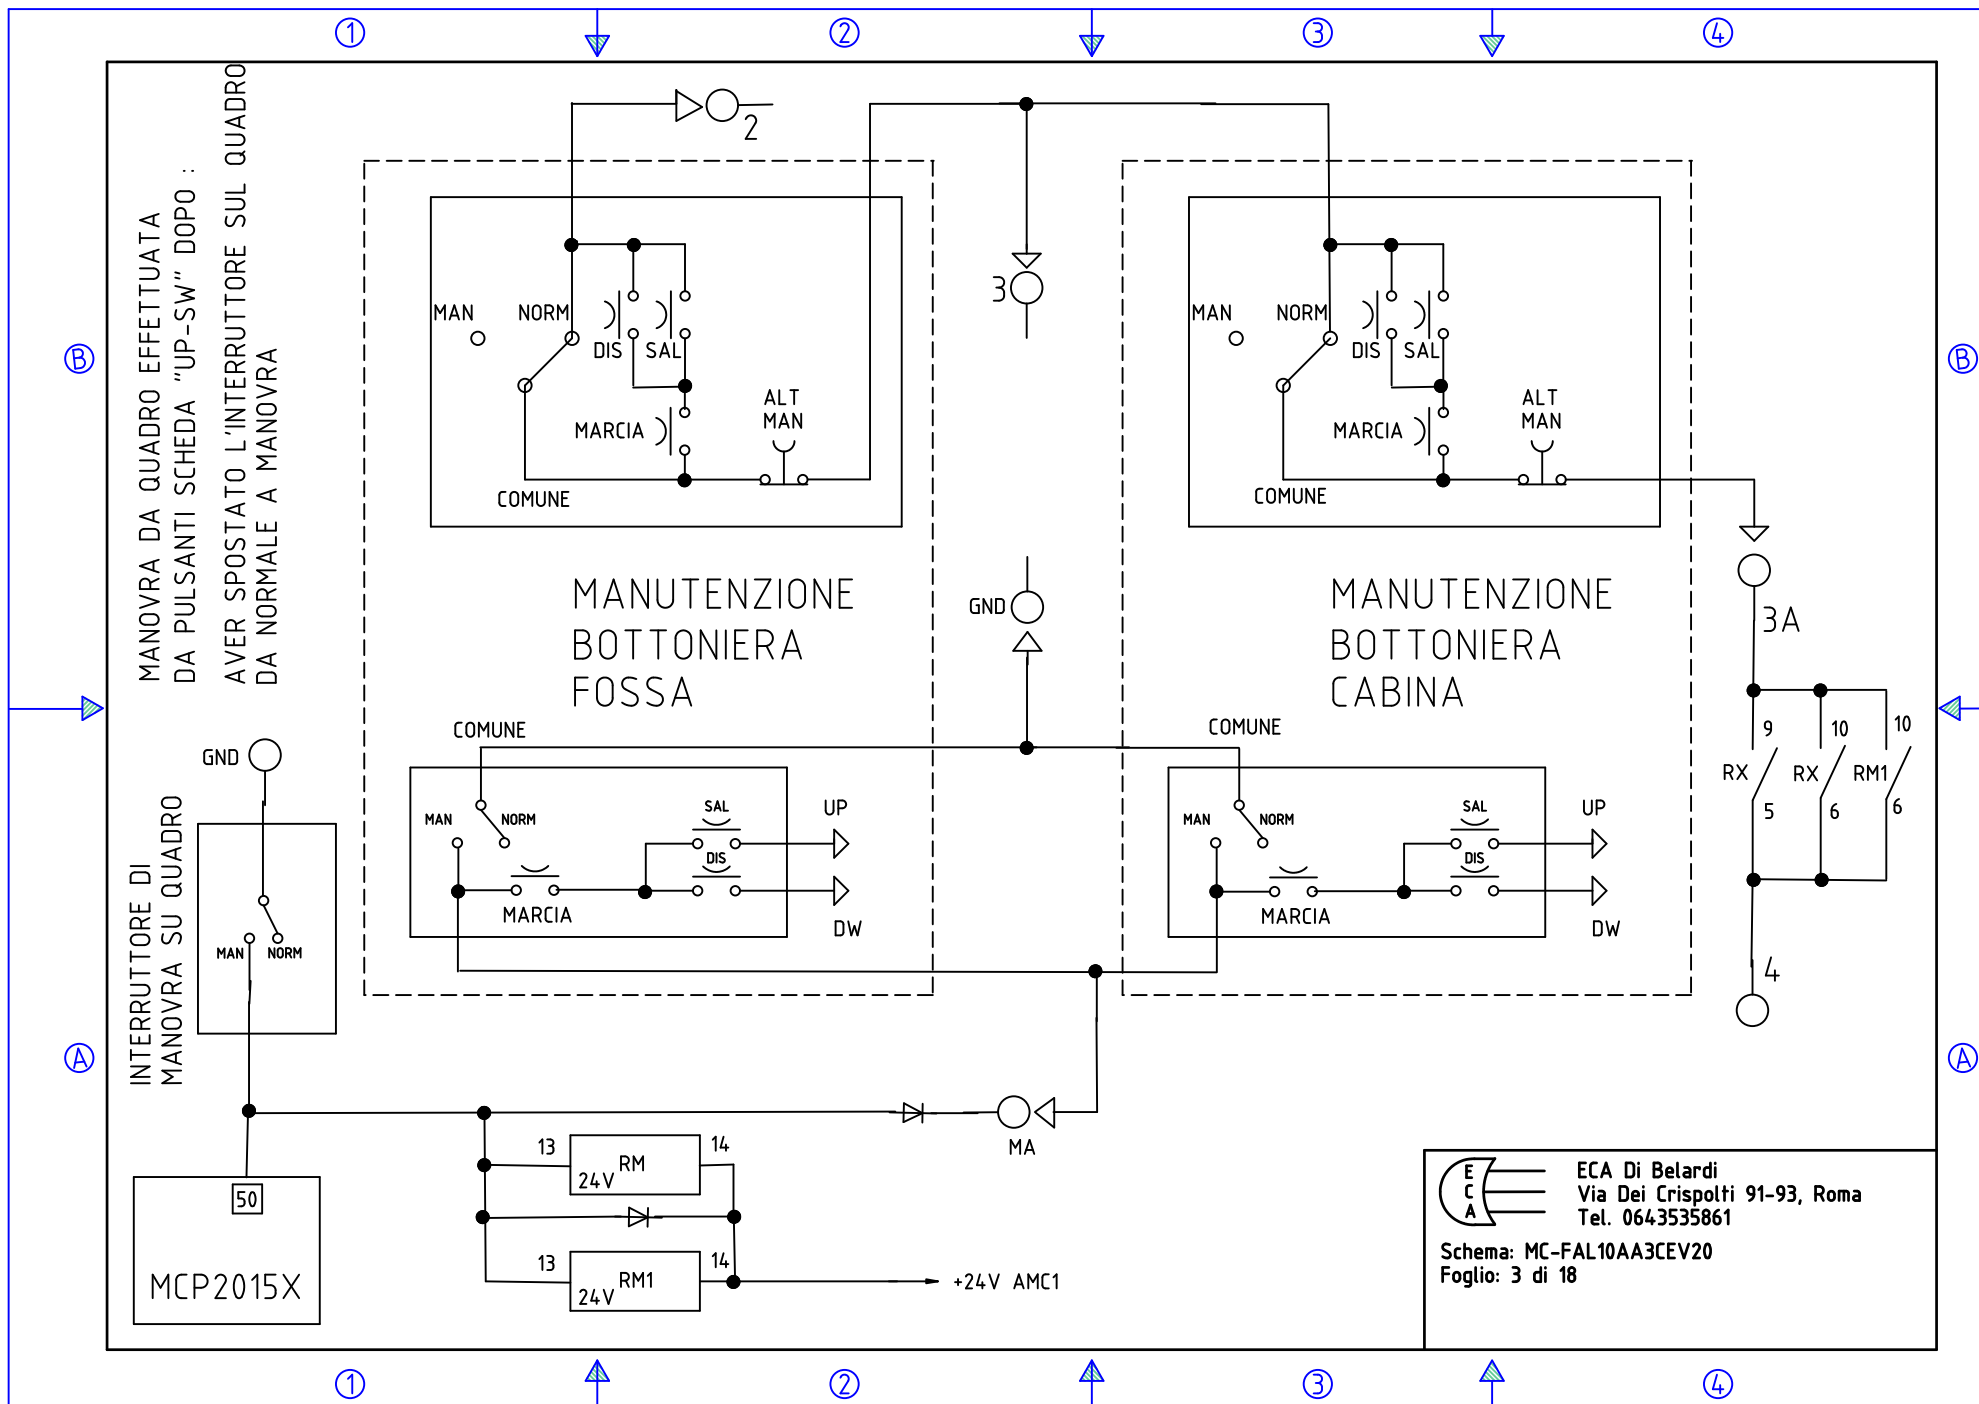 1
2
3
4
MANOVRA DA QUADRO EFFETTUATA
DA PULSANTI SCHEDA "UP-SW" DOPO :
AVER SPOSTATO L'INTERRUTTORE SUL QUADRO
DA NORMALE A MANOVRA
2
3
B
B
MAN
NORM
DIS
SAL
MARCIA
ALT
MAN
COMUNE
MAN
NORM
DIS
SAL
MARCIA
ALT
MAN
COMUNE
MANUTENZIONE
BOTTONIERA
FOSSA
GND
MANUTENZIONE
BOTTONIERA
CABINA
3A
9
RX
5
10
RX
6
10
RM1
6
4
GND
INTERRUTTORE DI
MANOVRA SU QUADRO
MAN
NORM
COMUNE
MAN
NORM
MARCIA
SAL
DIS
UP
DW
COMUNE
MAN
NORM
MARCIA
SAL
DIS
UP
DW
A
A
MA
13
RM
24V
14
13
RM1
24V
14
+24V AMC1
50
MCP2015X
E
C
A
ECA Di Belardi
Via Dei Crispolti 91-93, Roma
Tel. 0643535861
Schema: MC-FAL10AA3CEV20
Foglio: 3 di 18
1
2
3
4